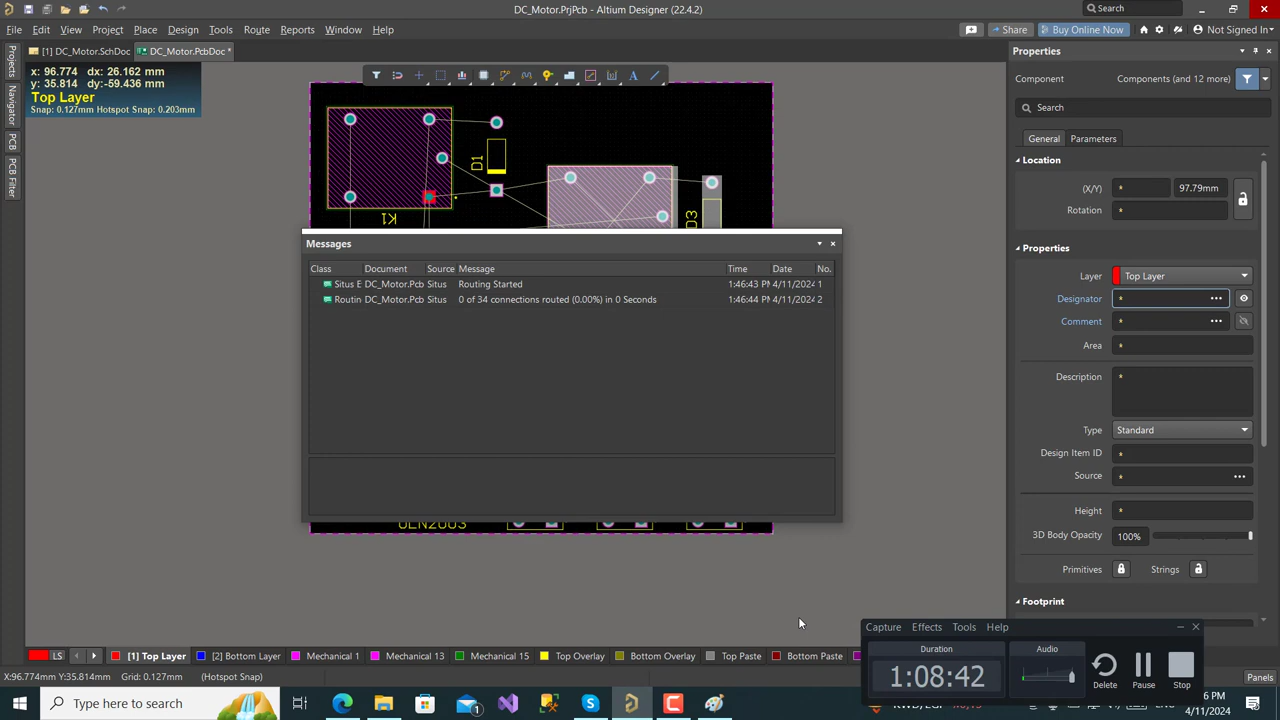 DC_Motor.PrjPcb - Altium Designer (22.4.2)
Search
File Edit View Project Place Design Tools Route Reports Window Help
Share Buy Online Now Not Signed In
[1] DC_Motor.SchDoc DC_Motor.PcbDoc *
Projects
Navigator
PCB
PCB Filter
x: 96.774 dx: 26.162 mm
y: 35.814 dy:-59.436 mm
Top Layer
Snap: 0.127mm Hotspot Snap: 0.203mm
D1
K1
D3
Messages
Class Document Source Message Time Date No.
Situs E DC_Motor.Pcb Situs Routing Started 1:46:43 PM 4/11/2024 1
Routin DC_Motor.Pcb Situs 0 of 34 connections routed (0.00%) in 0 Seconds 1:46:44 PM 4/11/2024 2
ULN2003
Properties
Component Components (and 12 more)
Search
General Parameters
Location
(X/Y) * 97.79mm
Rotation *
Properties
Layer Top Layer
Designator * •••
Comment * •••
Area *
Description *
Type Standard
Design Item ID *
Source * •••
Height *
3D Body Opacity 100%
Primitives Strings
Footprint
LS [1] Top Layer [2] Bottom Layer Mechanical 1 Mechanical 13 Mechanical 15 Top Overlay Bottom Overlay Top Paste Bottom Paste
X:96.774mm Y:35.814mm Grid: 0.127mm (Hotspot Snap)
Panels
Capture Effects Tools Help
Duration
1:08:42
Audio
Delete Pause Stop
Type here to search
1
4/11/2024